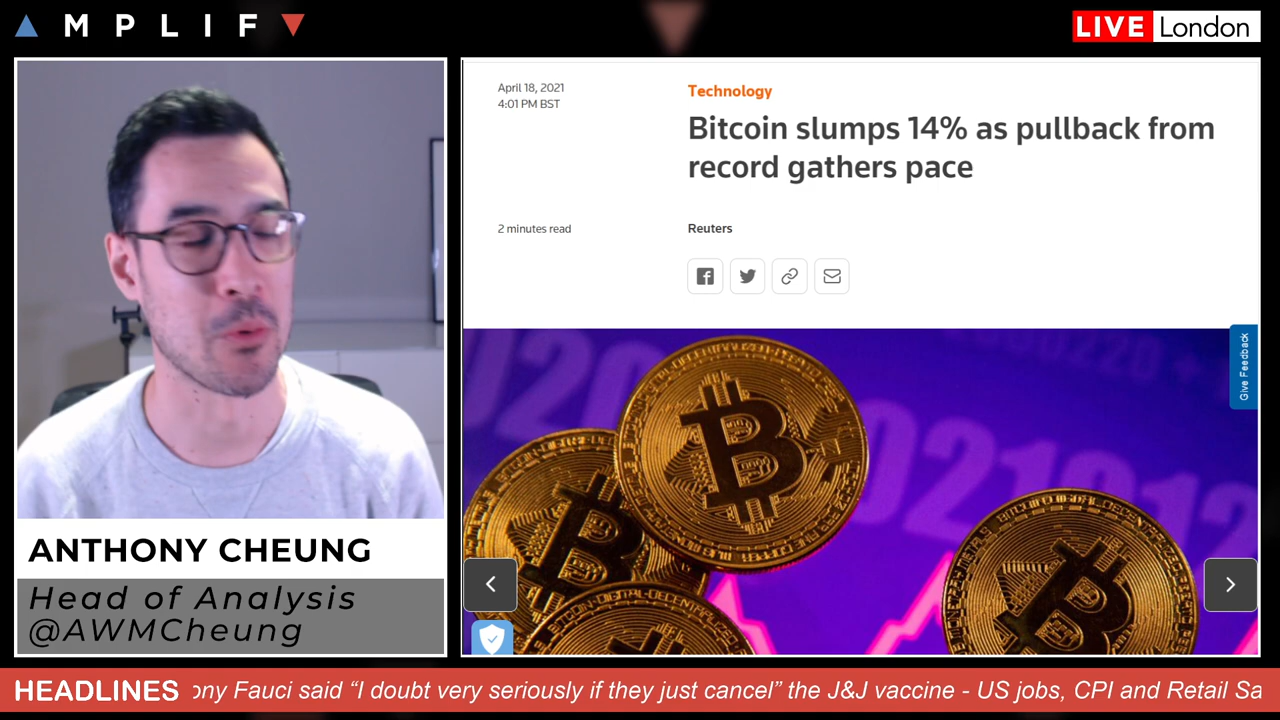 MPLIF
LIVE London
April 18, 2021
4:01 PM BST
Technology
Bitcoin slumps 14% as pullback from
record gathers pace
2 minutes read
Reuters
Give Feedback
ANTHONY CHEUNG
Head of Analysis
@AWMCheung
HEADLINES ony Fauci said “I doubt very seriously if they just cancel” the J&J vaccine - US jobs, CPI and Retail Sa